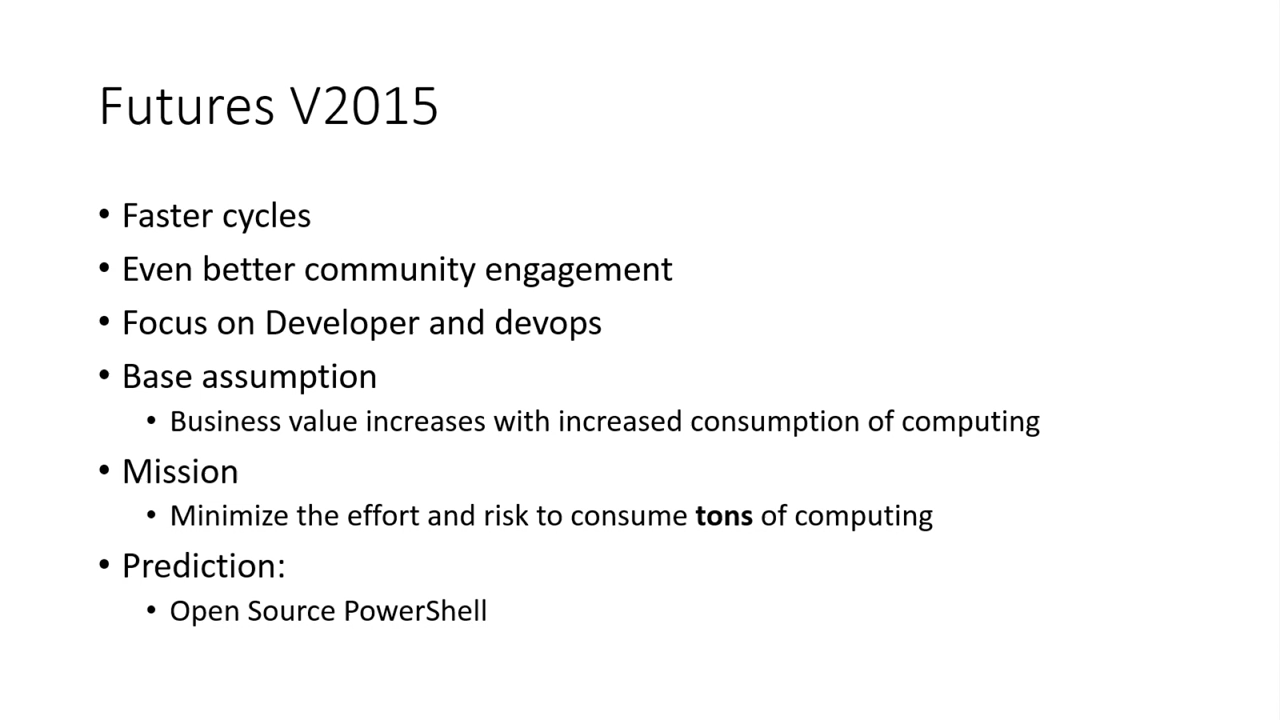 Futures V2015
• Faster cycles
• Even better community engagement
• Focus on Developer and devops
• Base assumption
• Business value increases with increased consumption of computing
• Mission
• Minimize the effort and risk to consume tons of computing
• Prediction:
• Open Source PowerShell